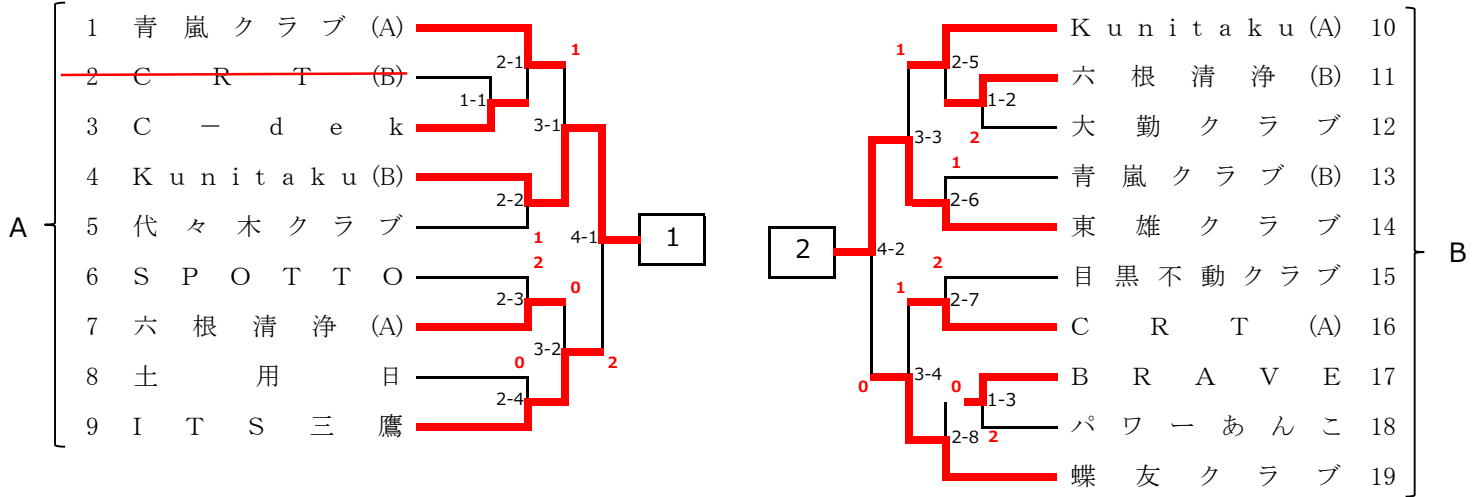 1 青嵐クラブ(A)
2 CRT(B)
3 C－dek
4 Kunitaku(B)
5 代々木クラブ
6 SPOTTO
7 六根清浄(A)
8 土用日
9 ITS三鷹
A
1-1
2-1
1
3-1
2-2
1
2
4-1
2-3
0
3-2
0
2-4
2
1
2
4-2
1
2-5
1-2
2
3-3
1
2-6
2
1
2-7
3-4
0
0
1-3
2-8
2
Kunitaku(A) 10
六根清浄(B) 11
大勤クラブ 12
青嵐クラブ(B) 13
東雄クラブ 14
目黒不動クラブ 15
CRT(A) 16
BRAVE 17
パワーあんこ 18
蝶友クラブ 19
B